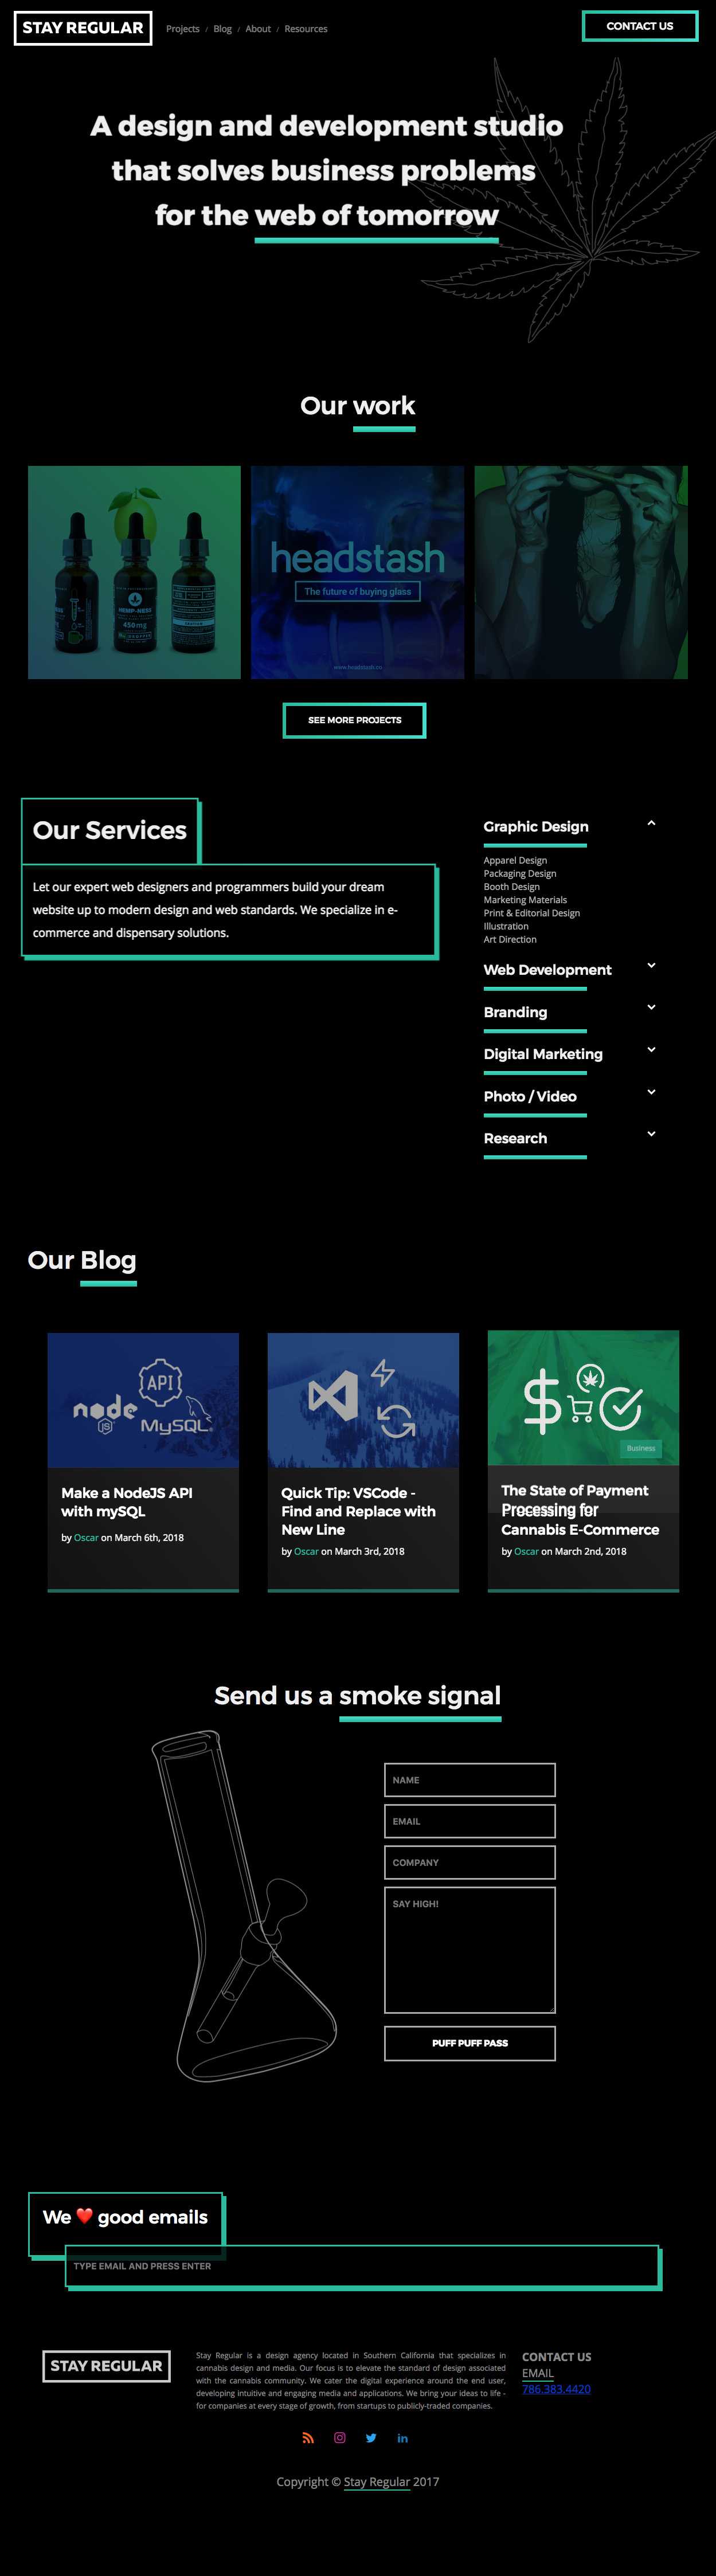 STAY REGULAR
Projects / Blog / About / Resources
CONTACT US
A design and development studio
that solves business problems
for the web of tomorrow
Our work
HEMP-NESS
450mg
headstash
The future of buying glass
SEE MORE PROJECTS
Our Services
Let our expert web designers and programmers build your dream
website up to modern design and web standards. We specialize in e-
commerce and dispensary solutions.
Graphic Design
Apparel Design
Packaging Design
Booth Design
Marketing Materials
Print & Editorial Design
Illustration
Art Direction
Web Development
Branding
Digital Marketing
Photo / Video
Research
Our Blog
node
JS
API
MySQL
Make a NodeJS API
with mySQL
by Oscar on March 6th, 2018
Quick Tip: VSCode -
Find and Replace with
New Line
by Oscar on March 3rd, 2018
Business
The State of Payment
Processing for
Cannabis E-Commerce
by Oscar on March 2nd, 2018
Send us a smoke signal
NAME
EMAIL
COMPANY
SAY HIGH!
PUFF PUFF PASS
We ❤️ good emails
TYPE EMAIL AND PRESS ENTER
STAY REGULAR
Stay Regular is a design agency located in Southern California that specializes in
cannabis design and media. Our focus is to elevate the standard of design associated
with the cannabis community. We cater the digital experience around the end user,
developing intuitive and engaging media and applications. We bring your ideas to life -
for companies at every stage of growth, from startups to publicly-traded companies.
CONTACT US
EMAIL
786.383.4420
Copyright © Stay Regular 2017